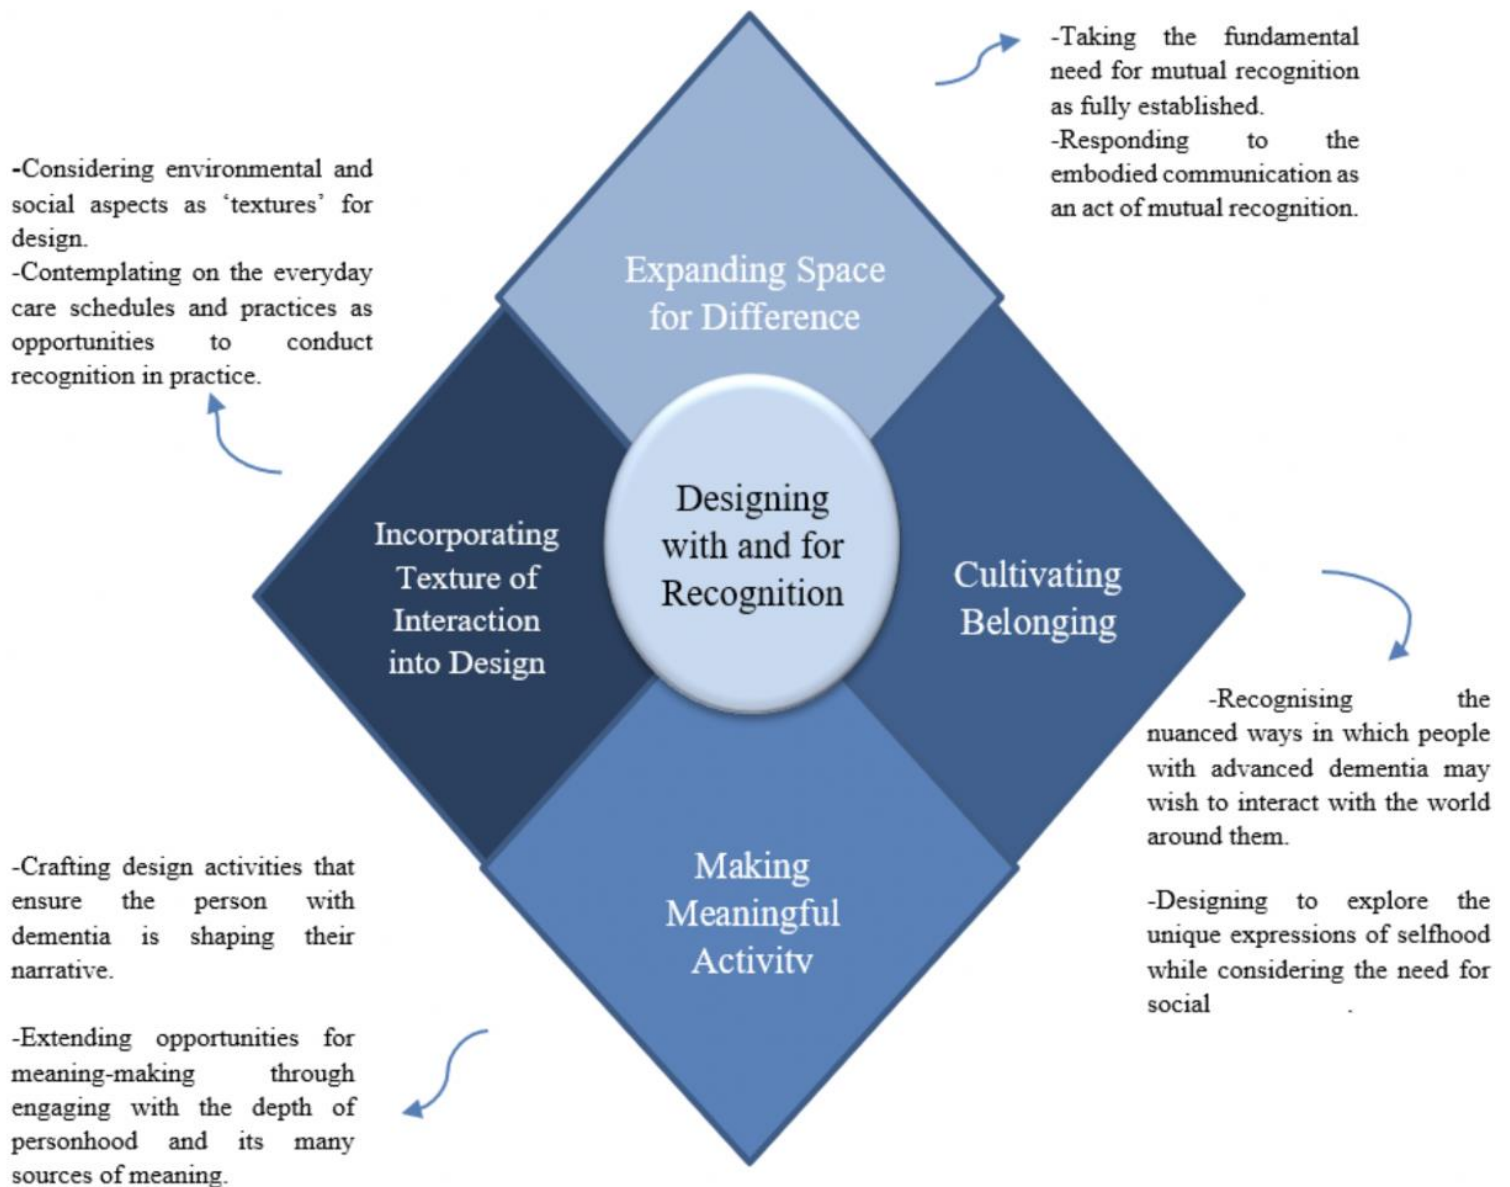 -Taking the fundamental
need for mutual recognition
as fully established.
-Responding to the
embodied communication as
an act of mutual recognition.
-Considering environmental and
social aspects as ‘textures’ for
design.
-Contemplating on the everyday
care schedules and practices as
opportunities to conduct
recognition in practice.
Expanding Space
for Difference
Designing
with and for
Recognition
Incorporating
Texture of
Interaction
into Design
Cultivating
Belonging
-Recognising the
nuanced ways in which people
with advanced dementia may
wish to interact with the world
around them.
-Designing to explore the
unique expressions of selfhood
while considering the need for
social .
Making
Meaningful
Activity
-Crafting design activities that
ensure the person with
dementia is shaping their
narrative.
-Extending opportunities for
meaning-making through
engaging with the depth of
personhood and its many
sources of meaning.